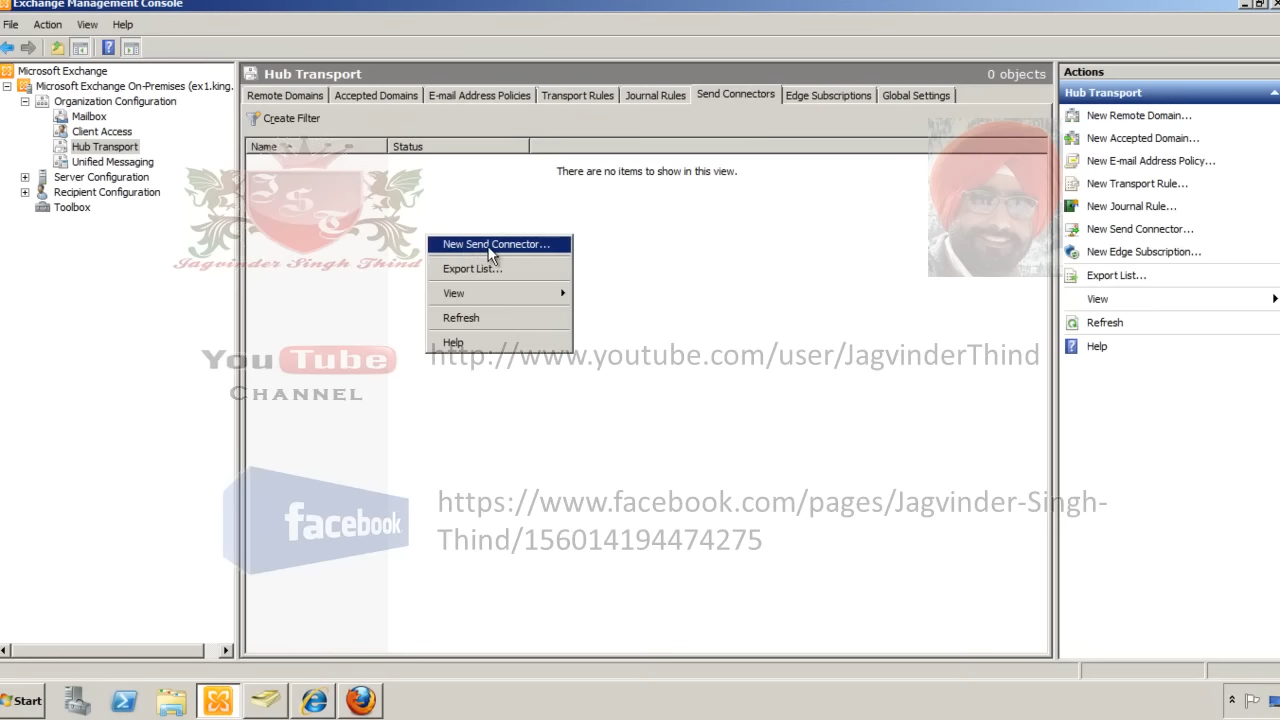 Exchange Management Console
File Action View Help
Microsoft Exchange
Microsoft Exchange On-Premises (ex1.king.
Organization Configuration
Mailbox
Client Access
Hub Transport
Unified Messaging
Server Configuration
Recipient Configuration
Toolbox
Hub Transport 0 objects
Remote Domains Accepted Domains E-mail Address Policies Transport Rules Journal Rules Send Connectors Edge Subscriptions Global Settings
Create Filter
Name Status
There are no items to show in this view.
New Send Connector...
Export List...
View
Refresh
Help
JST
Jagvinder Singh Thind
YouTube
CHANNEL
http://www.youtube.com/user/JagvinderThind
facebook
https://www.facebook.com/pages/Jagvinder-Singh-
Thind/156014194474275
Actions
Hub Transport
New Remote Domain...
New Accepted Domain...
New E-mail Address Policy...
New Transport Rule...
New Journal Rule...
New Send Connector...
New Edge Subscription...
Export List...
View
Refresh
Help
Start